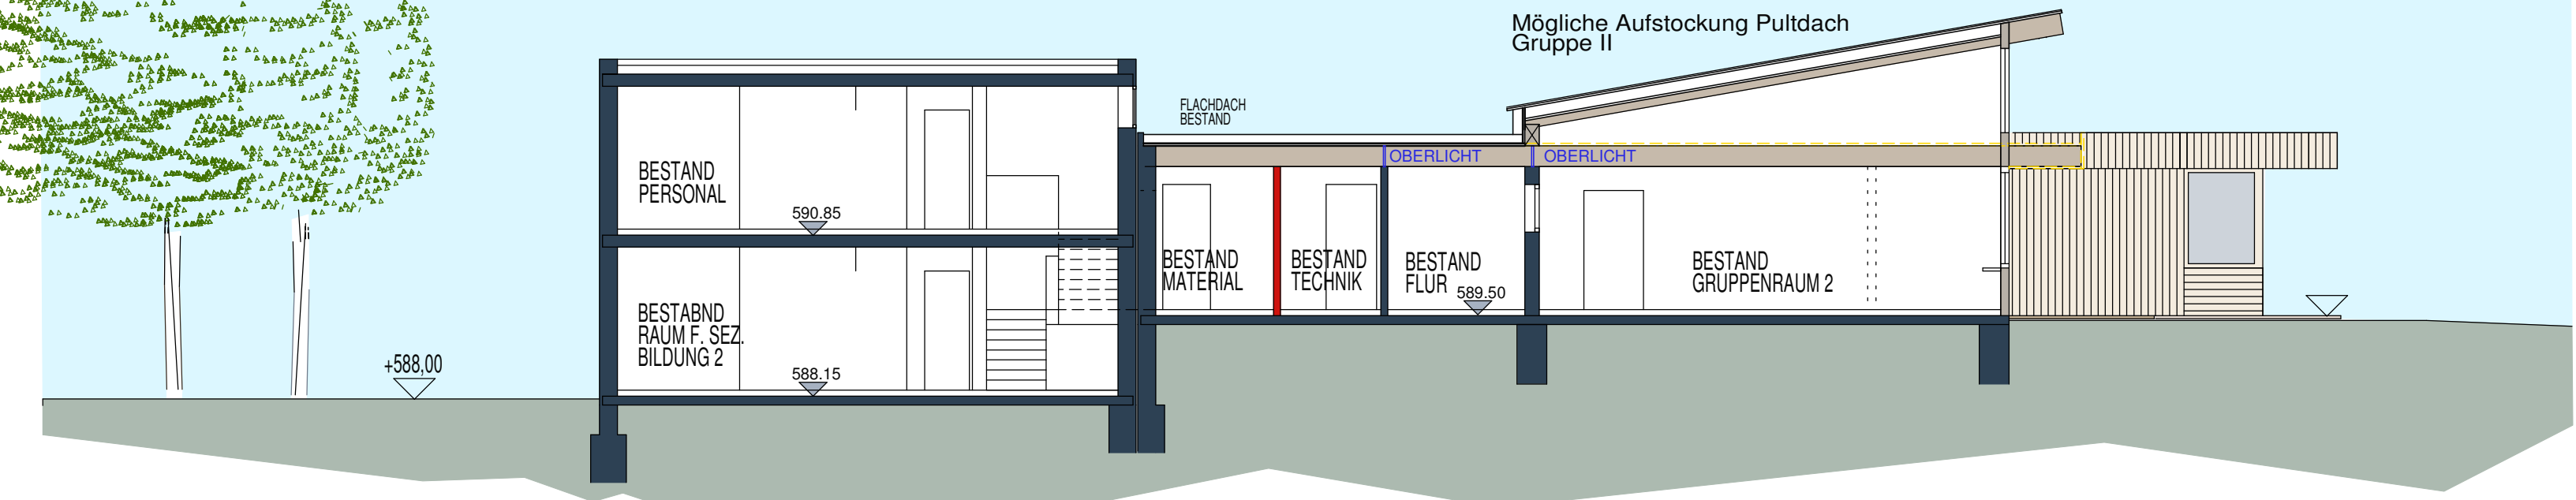 Mögliche Aufstockung Pultdach
Gruppe II
FLACHDACH
BESTAND
OBERLICHT
OBERLICHT
BESTAND
PERSONAL
590.85
BESTAND
MATERIAL
BESTAND
TECHNIK
BESTAND
FLUR
589.50
BESTAND
GRUPPENRAUM 2
BESTABND
RAUM F. SEZ.
BILDUNG 2
588.15
+588,00